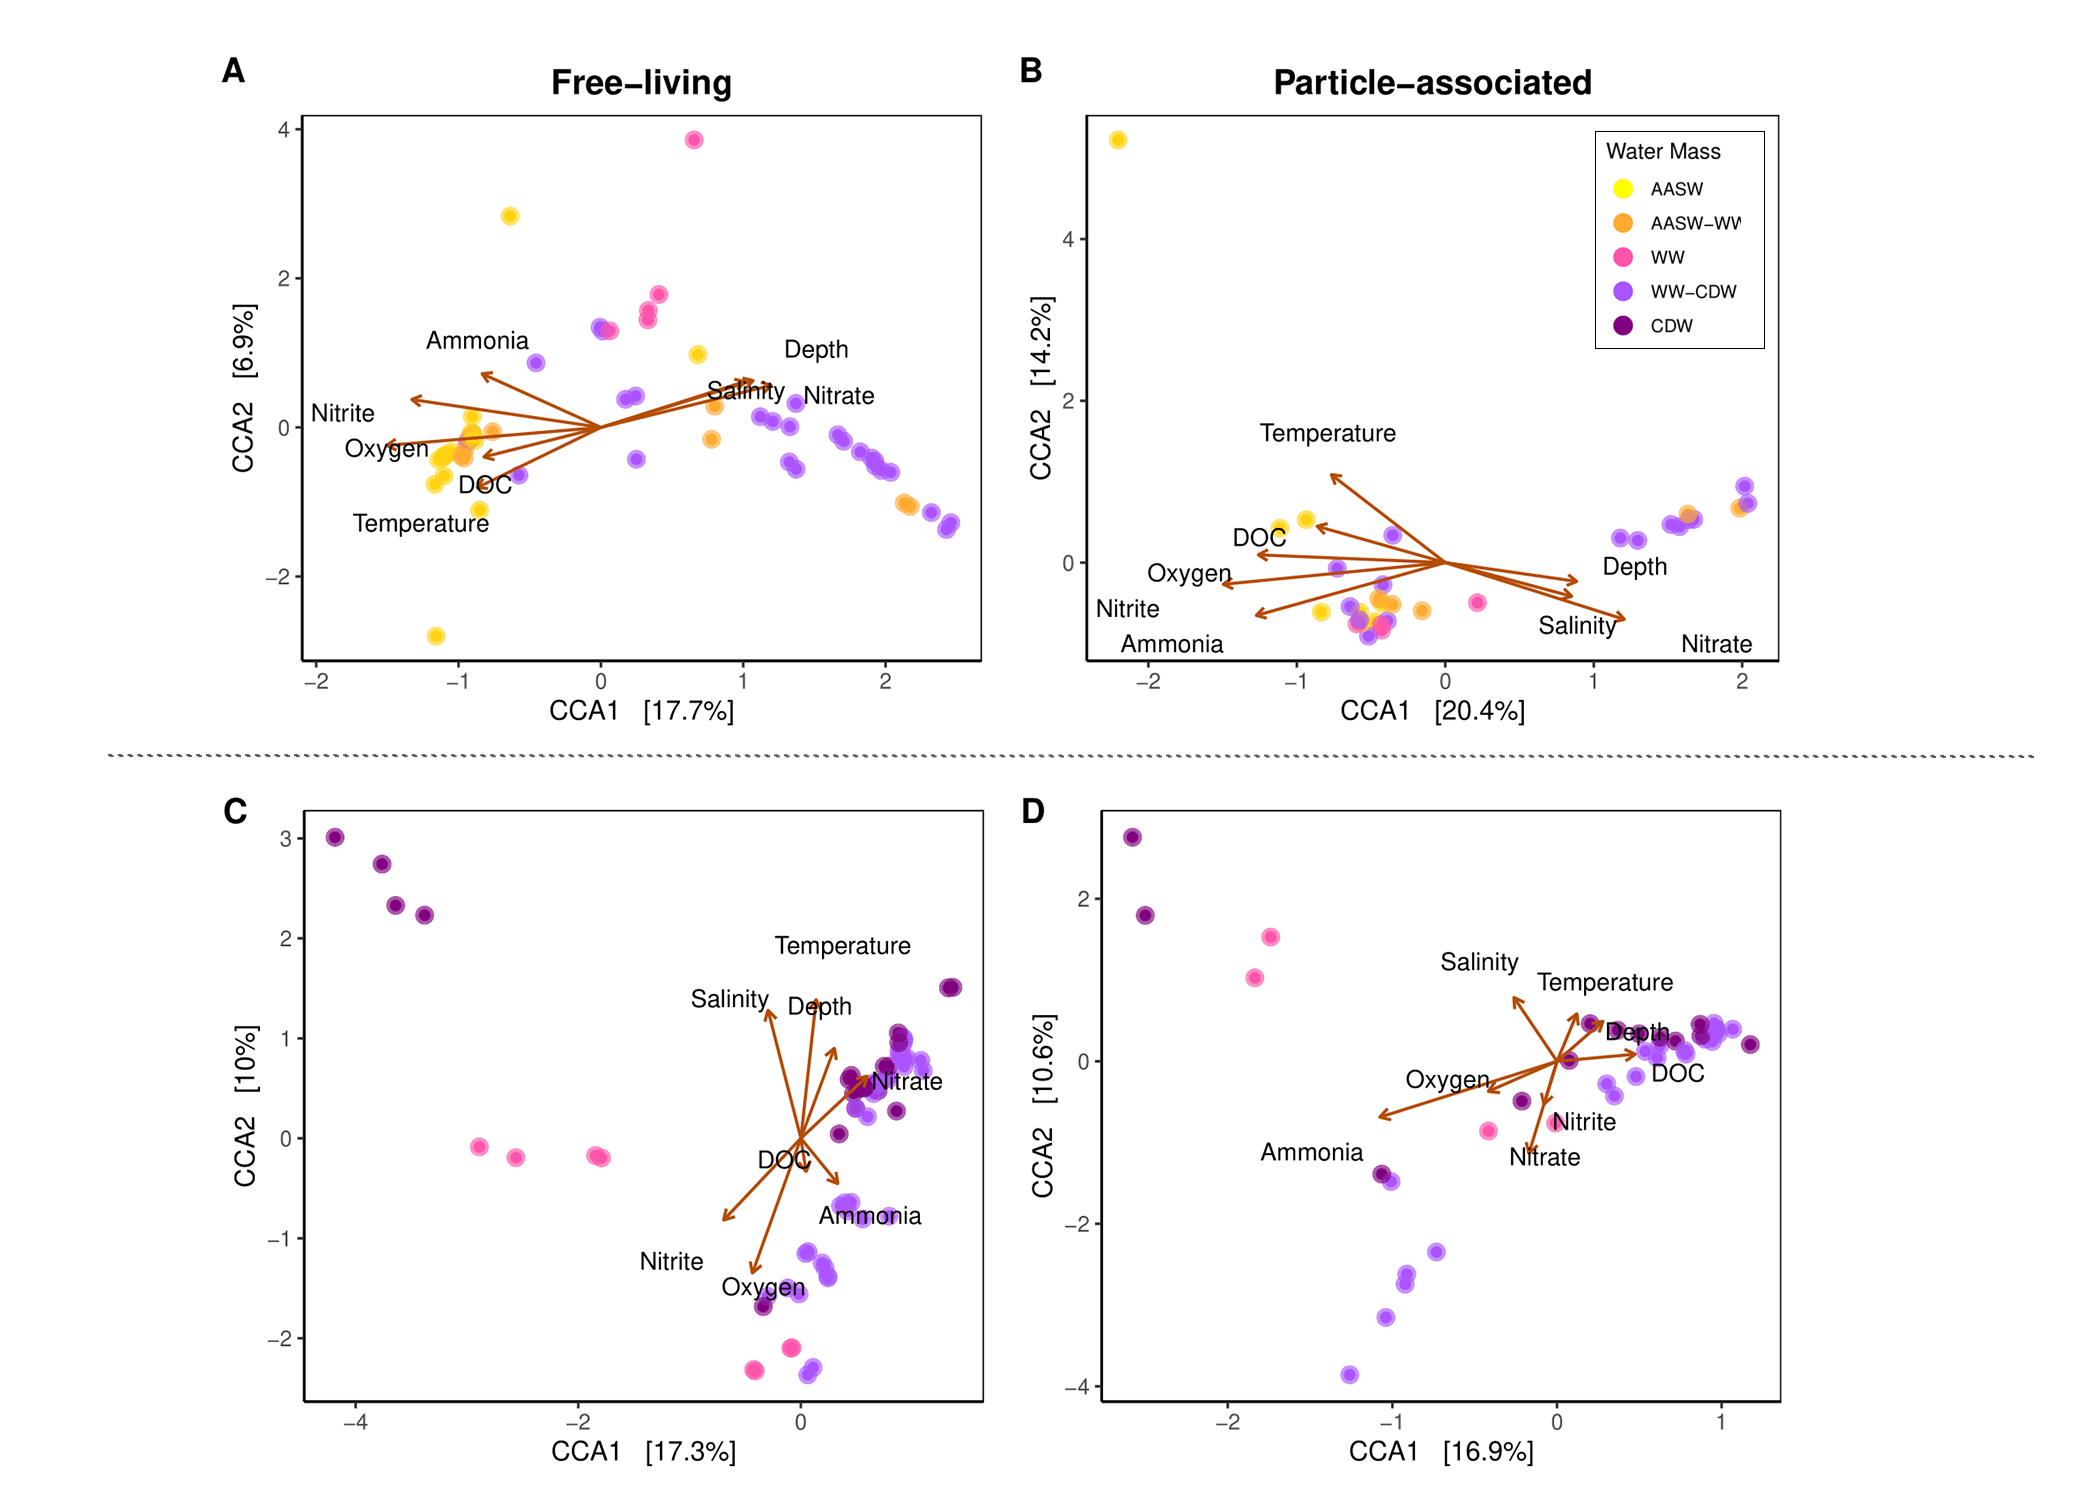 A
Free−living
4
2
0
−2
−2
−1
0
1
2
CCA2 [6.9%]
CCA1 [17.7%]
Ammonia
Nitrite
Oxygen
DOC
Temperature
Depth
Salinity
Nitrate
B
Particle−associated
Water Mass
AASW
AASW−WW
WW
WW−CDW
CDW
4
2
0
−2
−1
0
1
2
CCA2 [14.2%]
CCA1 [20.4%]
Temperature
DOC
Oxygen
Nitrite
Ammonia
Depth
Salinity
Nitrate
C
3
2
1
0
−1
−2
−4
−2
0
CCA2 [10%]
CCA1 [17.3%]
Temperature
Salinity
Depth
Nitrate
DOC
Ammonia
Nitrite
Oxygen
D
2
0
−2
−4
−2
−1
0
1
CCA2 [10.6%]
CCA1 [16.9%]
Salinity
Temperature
Depth
DOC
Oxygen
Nitrite
Ammonia
Nitrate